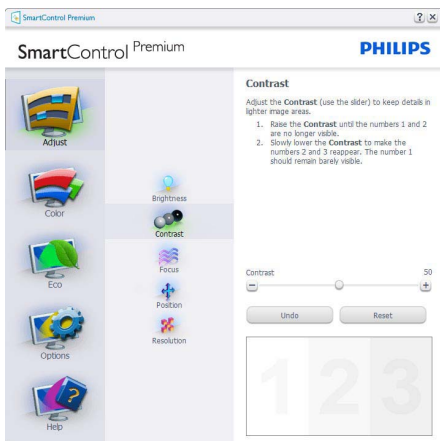 SmartControl Premium
? ×
SmartControl Premium
PHILIPS
Adjust
Color
Eco
Options
Help
Brightness
Contrast
Focus
Position
Resolution
Contrast
Adjust the Contrast (use the slider) to keep details in
lighter image areas.
1. Raise the Contrast until the numbers 1 and 2
are no longer visible.
2. Slowly lower the Contrast to make the
numbers 2 and 3 reappear. The number 1
should remain barely visible.
Contrast 50
− +
Undo Reset
1 2 3